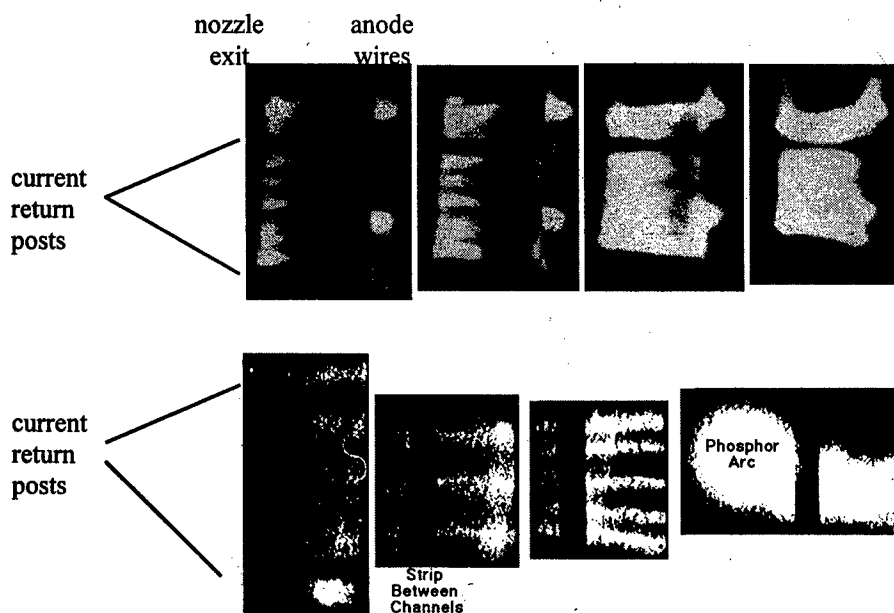 nozzle
exit
anode
wires
current
return
posts
current
return
posts
Phosphor
Arc
Strip
Between
Channels